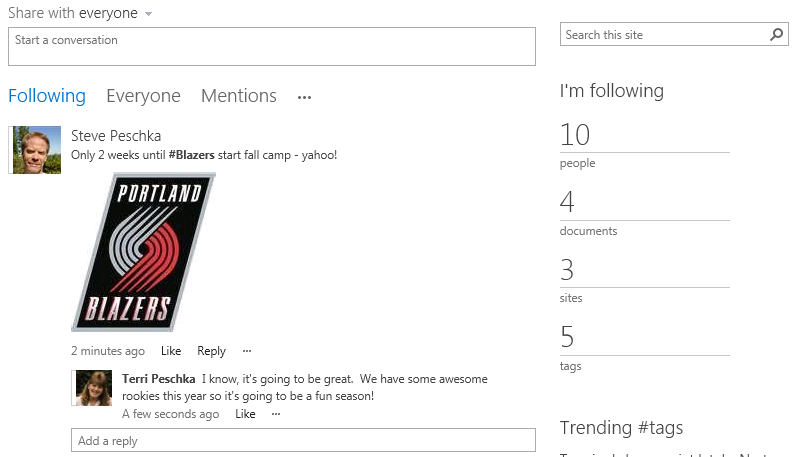 Share with everyone
Start a conversation
Following Everyone Mentions ...
Steve Peschka
Only 2 weeks until #Blazers start fall camp - yahoo!
PORTLAND
BLAZERS
2 minutes ago Like Reply ...
Terri Peschka I know, it's going to be great. We have some awesome
rookies this year so it's going to be a fun season!
A few seconds ago Like ...
Add a reply
Search this site
I'm following
10
people
4
documents
3
sites
5
tags
Trending #tags